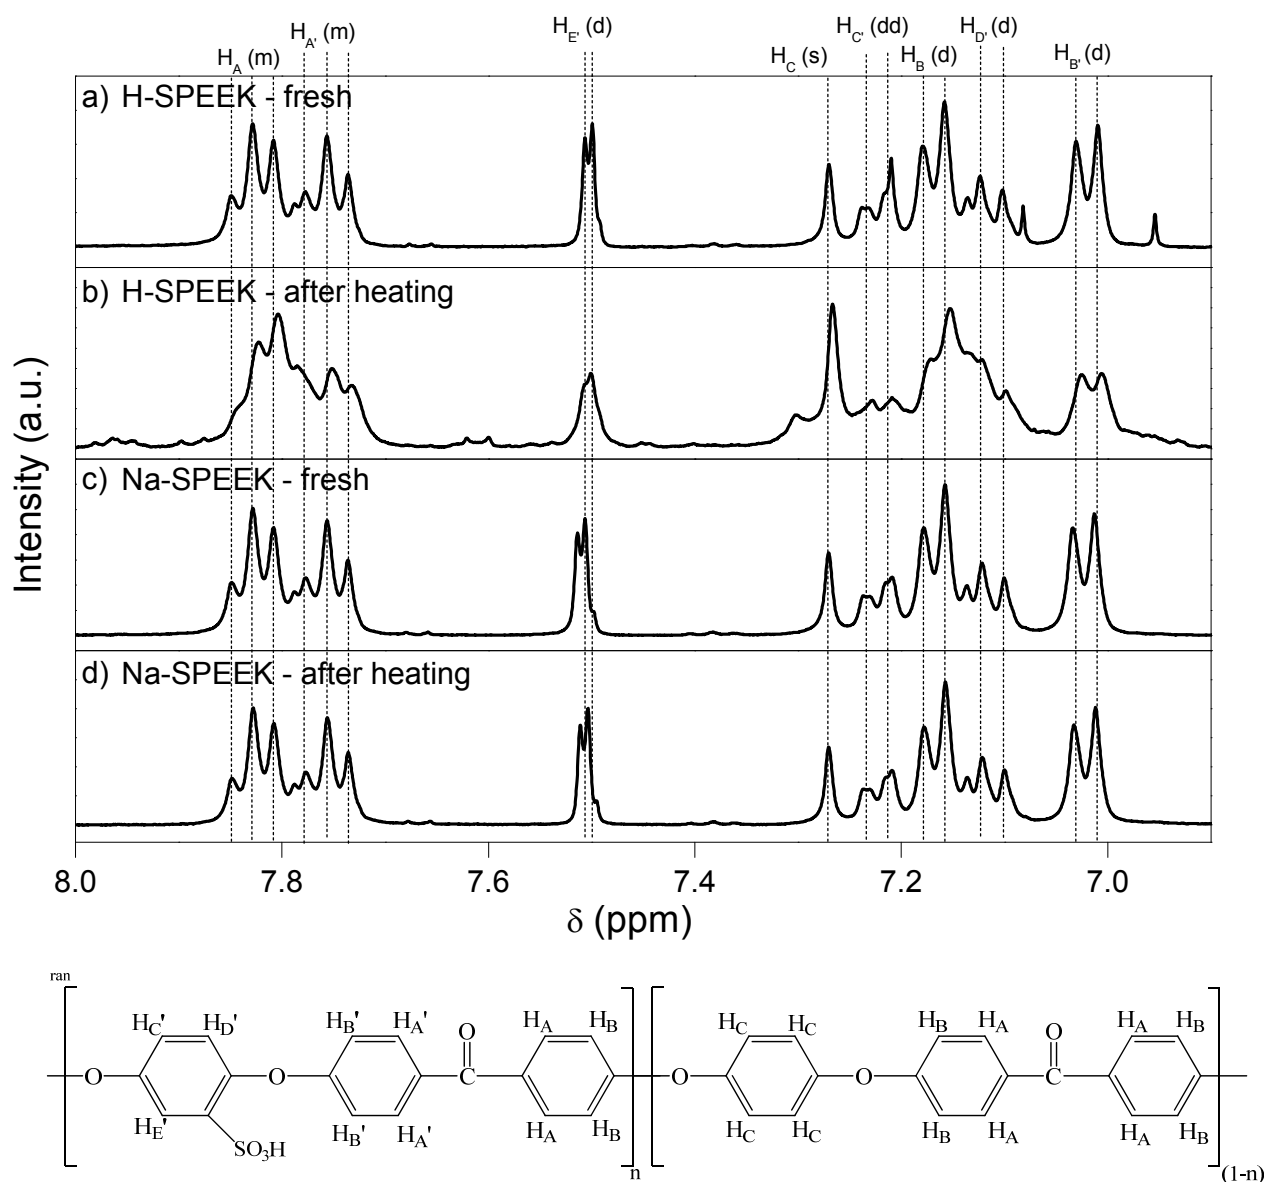 H_A (m) H_A' (m) H_E' (d) H_C (s) H_C' (dd) H_B (d) H_D' (d) H_B' (d)
a) H-SPEEK - fresh
b) H-SPEEK - after heating
c) Na-SPEEK - fresh
d) Na-SPEEK - after heating
Intensity (a.u.)
8.0 7.8 7.6 7.4 7.2 7.0
δ (ppm)
ran
H_C' H_D' H_B' H_A' O H_A H_B H_C H_C H_B H_A O H_A H_B
O O C O O C
H_E' H_B' H_A' H_A H_B H_C H_C H_B H_A H_A H_B
SO₃H
n (1-n)